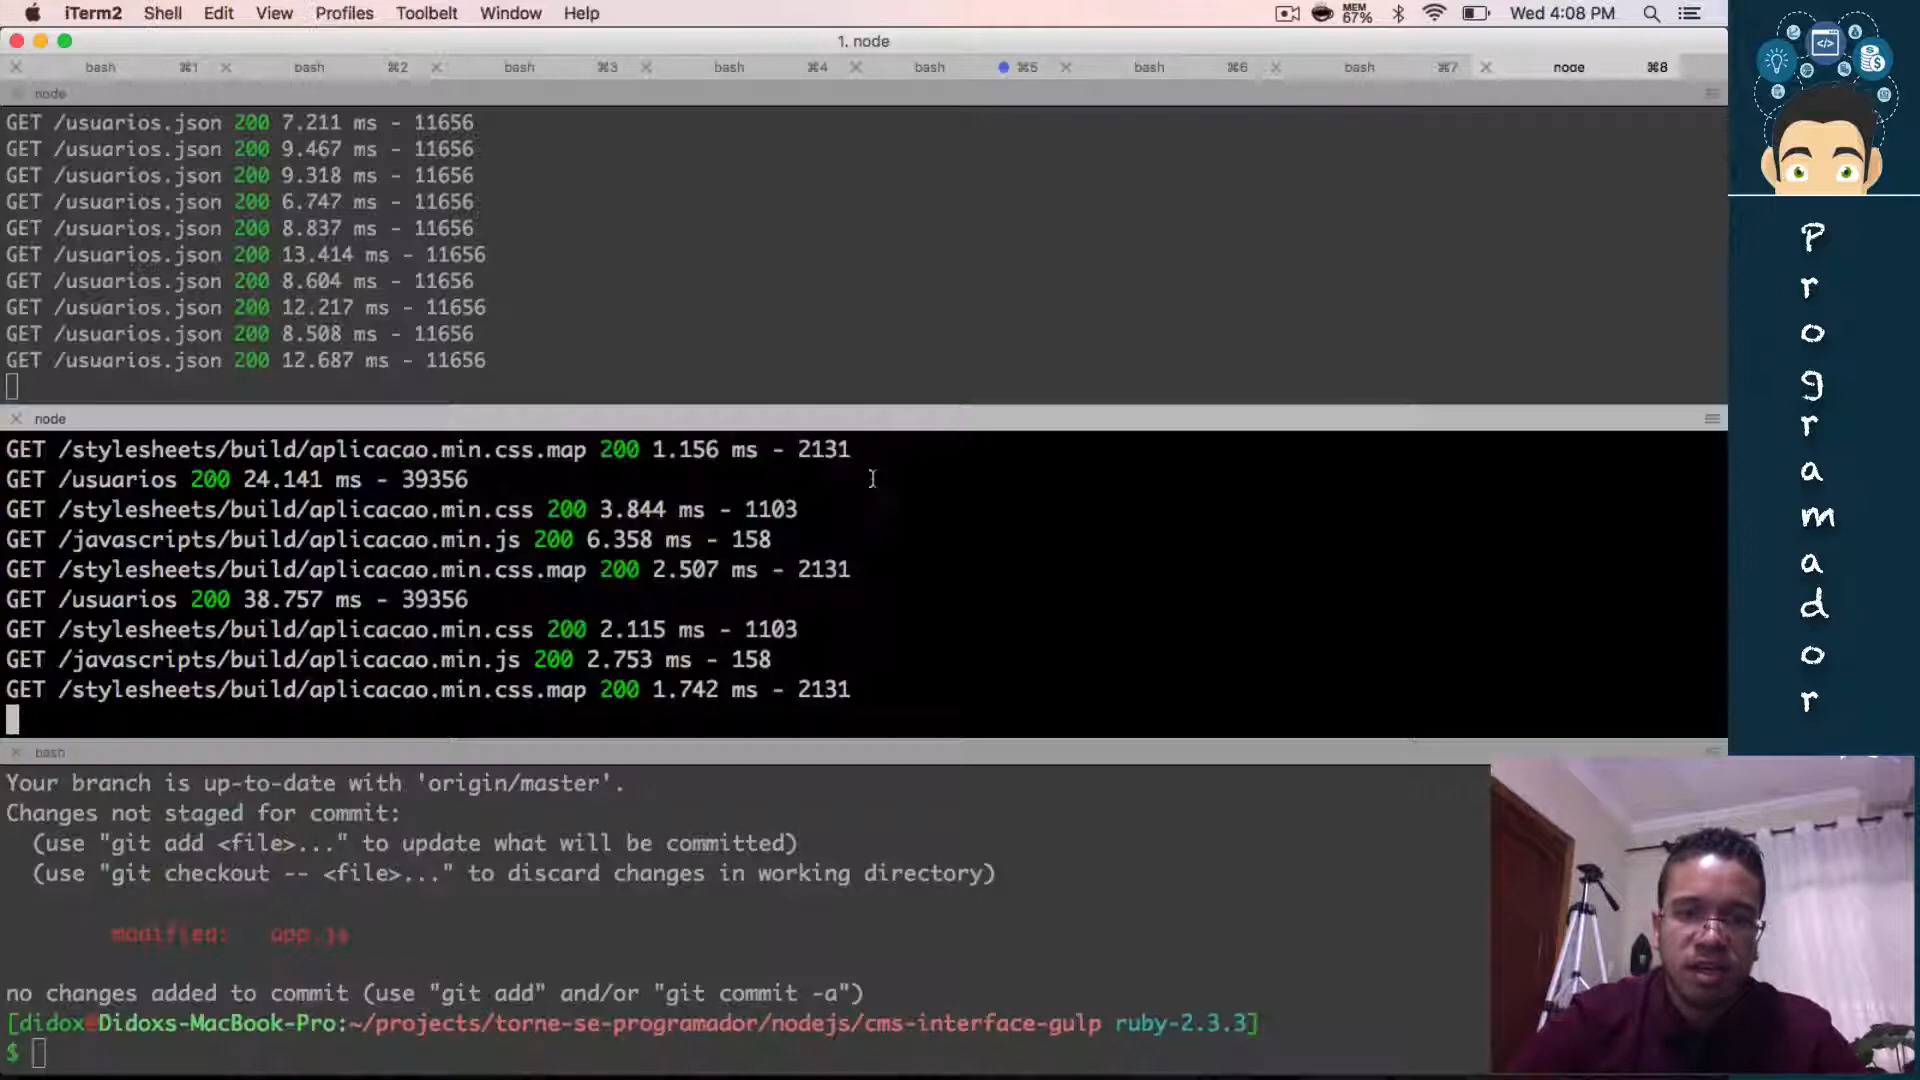 iTerm2 Shell Edit View Profiles Toolbelt Window Help MEM 67% Wed 4:08 PM
1. node
bash ⌘1 bash ⌘2 bash ⌘3 bash ⌘4 bash ⌘5 bash ⌘6 bash ⌘7 node ⌘8
node
GET /usuarios.json 200 7.211 ms - 11656
GET /usuarios.json 200 9.467 ms - 11656
GET /usuarios.json 200 9.318 ms - 11656
GET /usuarios.json 200 6.747 ms - 11656
GET /usuarios.json 200 8.837 ms - 11656
GET /usuarios.json 200 13.414 ms - 11656
GET /usuarios.json 200 8.604 ms - 11656
GET /usuarios.json 200 12.217 ms - 11656
GET /usuarios.json 200 8.508 ms - 11656
GET /usuarios.json 200 12.687 ms - 11656
node
GET /stylesheets/build/aplicacao.min.css.map 200 1.156 ms - 2131
GET /usuarios 200 24.141 ms - 39356
GET /stylesheets/build/aplicacao.min.css 200 3.844 ms - 1103
GET /javascripts/build/aplicacao.min.js 200 6.358 ms - 158
GET /stylesheets/build/aplicacao.min.css.map 200 2.507 ms - 2131
GET /usuarios 200 38.757 ms - 39356
GET /stylesheets/build/aplicacao.min.css 200 2.115 ms - 1103
GET /javascripts/build/aplicacao.min.js 200 2.753 ms - 158
GET /stylesheets/build/aplicacao.min.css.map 200 1.742 ms - 2131
bash
Your branch is up-to-date with 'origin/master'.
Changes not staged for commit:
(use "git add <file>..." to update what will be committed)
(use "git checkout -- <file>..." to discard changes in working directory)
modified: app.js
no changes added to commit (use "git add" and/or "git commit -a")
[didox@Didoxs-MacBook-Pro:~/projects/torne-se-programador/nodejs/cms-interface-gulp ruby-2.3.3]
$
</>
Programador